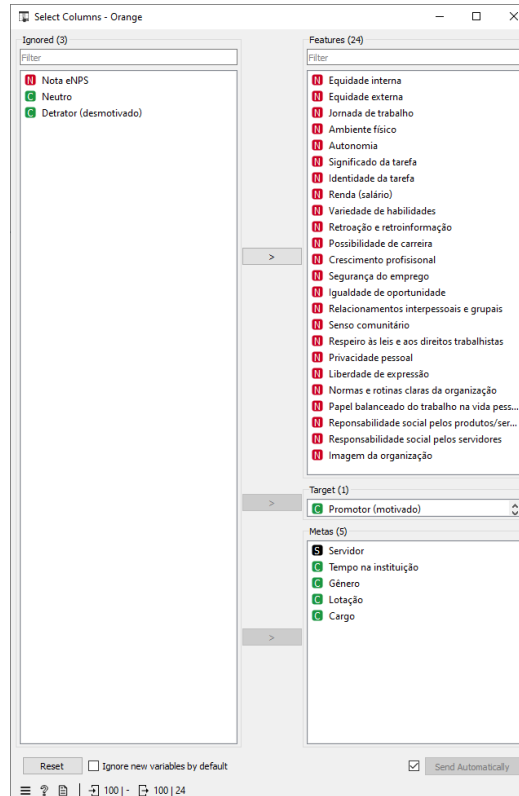 Select Columns - Orange
Ignored (3)
Filter
N Nota eNPS
C Neutro
C Detrator (desmotivado)
>
>
>
Features (24)
Filter
N Equidade interna
N Equidade externa
N Jornada de trabalho
N Ambiente físico
N Autonomia
N Significado da tarefa
N Identidade da tarefa
N Renda (salário)
N Variedade de habilidades
N Retroação e retroinformação
N Possibilidade de carreira
N Crescimento profisisonal
N Segurança do emprego
N Igualdade de oportunidade
N Relacionamentos interpessoais e grupais
N Senso comunitário
N Respeiro às leis e aos direitos trabalhistas
N Privacidade pessoal
N Liberdade de expressão
N Normas e rotinas claras da organização
N Papel balanceado do trabalho na vida pess...
N Reponsabilidade social pelos produtos/ser...
N Responsabilidade social pelos servidores
N Imagem da organização
Target (1)
C Promotor (motivado)
Metas (5)
S Servidor
C Tempo na instituição
C Gênero
C Lotação
C Cargo
Reset
Ignore new variables by default
Send Automatically
? 100 | - 100 | 24